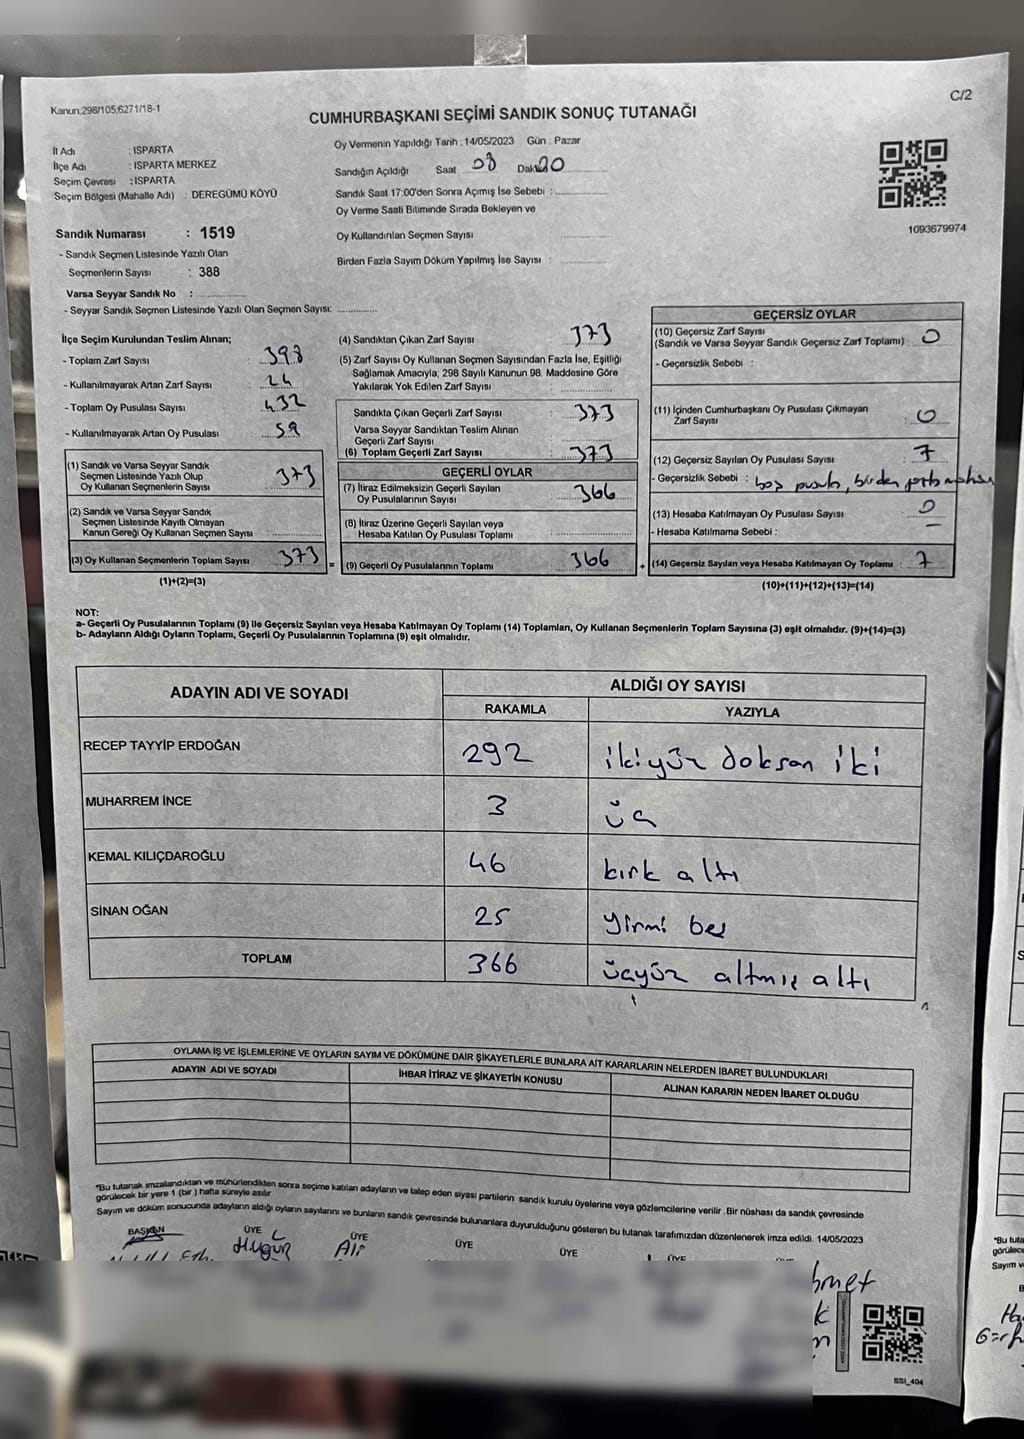 Kanun:298/105;6271/18-1
C/2
CUMHURBAŞKANI SEÇİMİ SANDIK SONUÇ TUTANAĞI
İl Adı : ISPARTA
İlçe Adı : ISPARTA MERKEZ
Seçim Çevresi : ISPARTA
Seçim Bölgesi (Mahalle Adı) : DEREGÜMÜ KÖYÜ
Sandık Numarası : 1519
- Sandık Seçmen Listesinde Yazılı Olan
Seçmenlerin Sayısı : 388
Varsa Seyyar Sandık No :
- Seyyar Sandık Seçmen Listesinde Yazılı Olan Seçmen Sayısı:
Oy Vermenin Yapıldığı Tarih : 14/05/2023 Gün : Pazar
Sandığın Açıldığı Saat 08 Dak 20
Sandık Saat 17:00'den Sonra Açımış İse Sebebi :
Oy Verme Saati Bitiminde Sırada Bekleyen ve
Oy Kullandırılan Seçmen Sayısı
Birden Fazla Sayım Döküm Yapılmış İse Sayısı :
1093679974
İlçe Seçim Kurulundan Teslim Alınan;
- Toplam Zarf Sayısı : 398
- Kullanılmayarak Artan Zarf Sayısı : 24
- Toplam Oy Pusulası Sayısı : 432
- Kullanılmayarak Artan Oy Pusulası : 59
(1) Sandık ve Varsa Seyyar Sandık
Seçmen Listesinde Yazılı Olup
Oy Kullanan Seçmenlerin Sayısı : 373
(2) Sandık ve Varsa Seyyar Sandık
Seçmen Listesinde Kayıtlı Olmayan
Kanun Gereği Oy Kullanan Seçmen Sayısı :
(3) Oy Kullanan Seçmenlerin Toplam Sayısı : 373
(1)+(2)=(3)
(4) Sandıktan Çıkan Zarf Sayısı : 373
(5) Zarf Sayısı Oy Kullanan Seçmen Sayısından Fazla İse, Eşitliği
Sağlamak Amacıyla; 298 Sayılı Kanunun 98. Maddesine Göre
Yakılarak Yok Edilen Zarf Sayısı :
Sandıkta Çıkan Geçerli Zarf Sayısı : 373
Varsa Seyyar Sandıktan Teslim Alınan
Geçerli Zarf Sayısı :
(6) Toplam Geçerli Zarf Sayısı : 373
GEÇERLİ OYLAR
(7) İtiraz Edilmeksizin Geçerli Sayılan
Oy Pusulalarının Sayısı : 366
(8) İtiraz Üzerine Geçerli Sayılan veya
Hesaba Katılan Oy Pusulası Toplamı :
= (9) Geçerli Oy Pusulalarının Toplamı : 366
GEÇERSİZ OYLAR
(10) Geçersiz Zarf Sayısı
(Sandık ve Varsa Seyyar Sandık Geçersiz Zarf Toplamı) : 0
- Geçersizlik Sebebi :
(11) İçinden Cumhurbaşkanı Oy Pusulası Çıkmayan
Zarf Sayısı : 0
(12) Geçersiz Sayılan Oy Pusulası Sayısı : 7
- Geçersizlik Sebebi : boş pusula, birden
(13) Hesaba Katılmayan Oy Pusulası Sayısı : 0
- Hesaba Katılmama Sebebi :
+ (14) Geçersiz Sayılan veya Hesaba Katılmayan Oy Toplamı : 7
(10)+(11)+(12)+(13)=(14)
NOT:
a- Geçerli Oy Pusulalarının Toplamı (9) ile Geçersiz Sayılan veya Hesaba Katılmayan Oy Toplamı (14) Toplamları, Oy Kullanan Seçmenlerin Toplam Sayısına (3) eşit olmalıdır. (9)+(14)=(3)
b- Adayların Aldığı Oyların Toplamı, Geçerli Oy Pusulalarının Toplamına (9) eşit olmalıdır.
ADAYIN ADI VE SOYADI
ALDIĞI OY SAYISI
RAKAMLA YAZIYLA
RECEP TAYYİP ERDOĞAN 292 ikiyüz doksan iki
MUHARREM İNCE 3 üç
KEMAL KILIÇDAROĞLU 46 kırk altı
SİNAN OĞAN 25 yirmi beş
TOPLAM 366 üçyüz altmış altı
OYLAMA İŞ VE İŞLEMLERİNE VE OYLARIN SAYIM VE DÖKÜMÜNE DAİR ŞİKAYETLERLE BUNLARA AİT KARARLARIN NELERDEN İBARET BULUNDUKLARI
ADAYIN ADI VE SOYADI İHBAR İTİRAZ VE ŞİKAYETİN KONUSU ALINAN KARARIN NEDEN İBARET OLDUĞU
*Bu tutanak imzalandıktan ve mühürlendikten sonra seçime katılan adayların ve talep eden siyasi partilerin sandık kurulu üyelerine veya gözlemcilerine verilir. Bir nüshası da sandık çevresinde
görülecek bir yere 1 (bir) hafta süreyle asılır.
Sayım ve döküm sonucunda adayların aldığı oyların sayılarını ve bunların sandık çevresinde bulunanlara duyurulduğunu gösteren bu tutanak tarafımızdan düzenlenerek imza edildi. 14/05/2023
BAŞKAN ÜYE ÜYE ÜYE ÜYE ÜYE
SSI_404
*Bu tuta
görülece
Sayım v